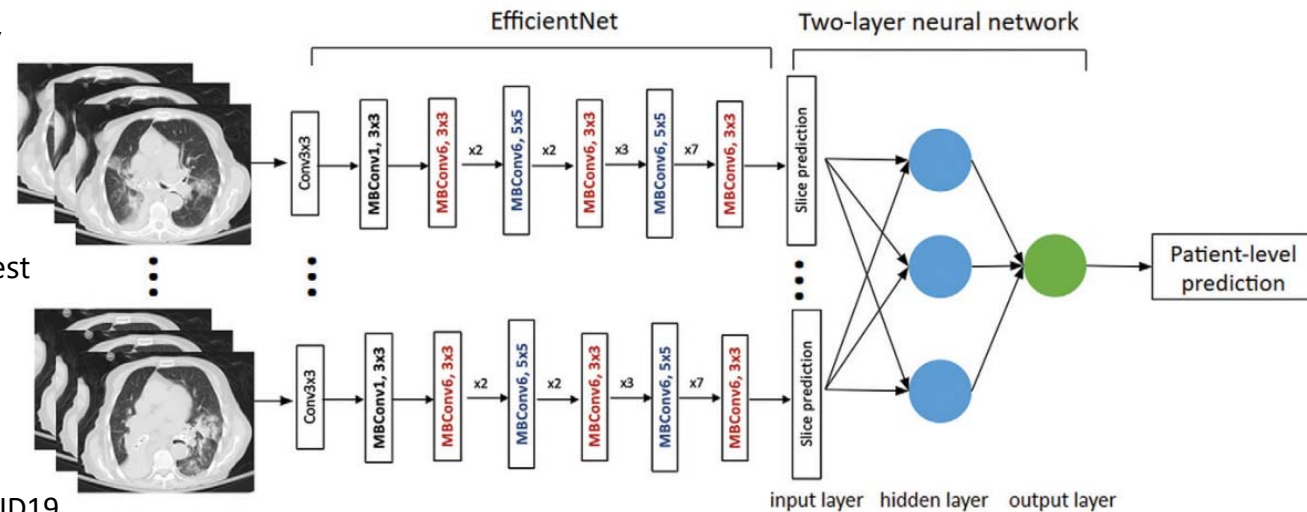 EfficientNet
Two-layer neural network
Conv3x3
MBConv1, 3x3
MBConv6, 3x3
x2
MBConv6, 5x5
x2
MBConv6, 3x3
x3
MBConv6, 5x5
x7
MBConv6, 3x3
Slice prediction
est
Patient-level
prediction
Conv3x3
MBConv1, 3x3
MBConv6, 3x3
x2
MBConv6, 5x5
x2
MBConv6, 3x3
x3
MBConv6, 5x5
x7
MBConv6, 3x3
Slice prediction
input layer hidden layer output layer
ID19